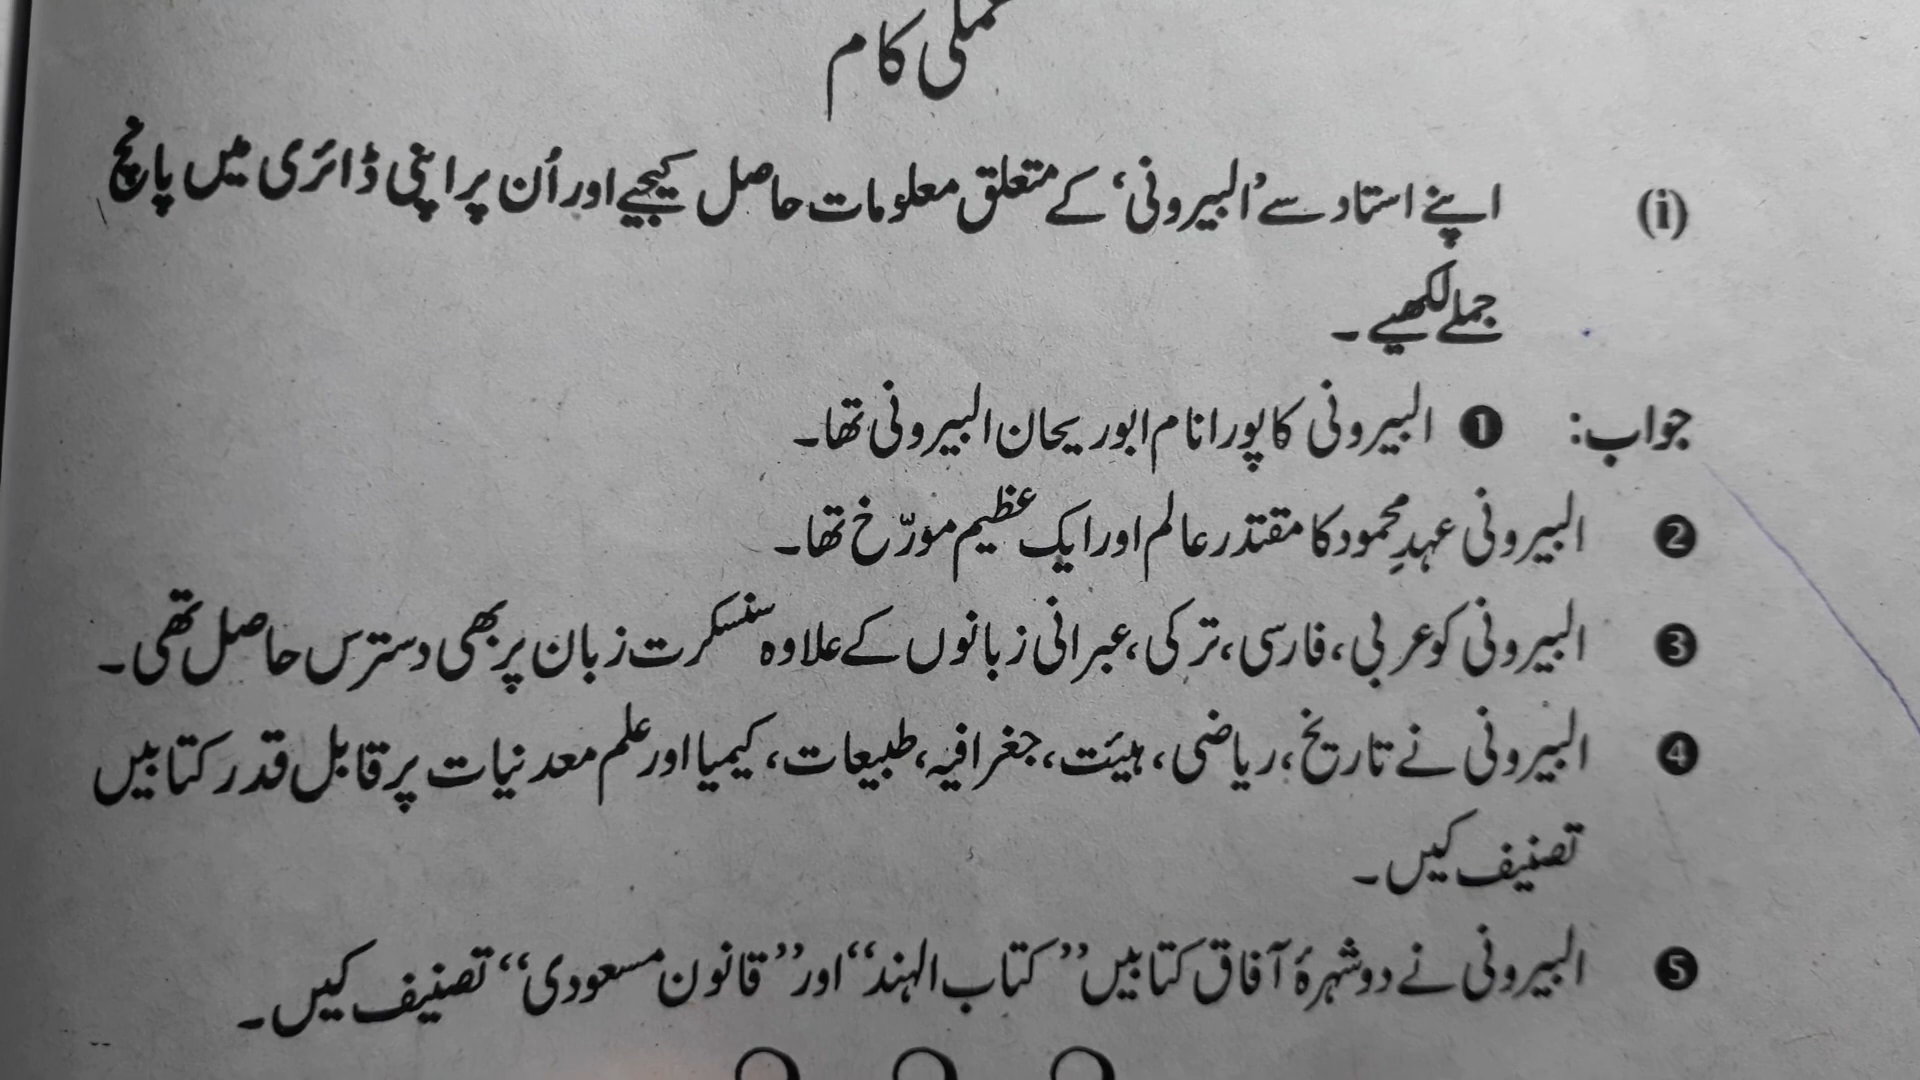 عملی کام
(i) اپنے استاد سے ’البیرونی‘ کے متعلق معلومات حاصل کیجیے اور اُن پر اپنی ڈائری میں پانچ
جملے لکھیے۔
جواب: ❶ البیرونی کا پورا نام ابوریحان البیرونی تھا۔
❷ البیرونی عہدِ محمود کا مقتدر عالم اور ایک عظیم مورّخ تھا۔
❸ البیرونی کو عربی، فارسی، ترکی، عبرانی زبانوں کے علاوہ سنسکرت زبان پر بھی دسترس حاصل تھی۔
❹ البیرونی نے تاریخ، ریاضی، ہیئت، جغرافیہ، طبیعات، کیمیا اور علم معدنیات پر قابل قدر کتابیں
تصنیف کیں۔
❺ البیرونی نے دو شہرۂ آفاق کتابیں ”کتاب الہند“ اور ”قانون مسعودی“ تصنیف کیں۔